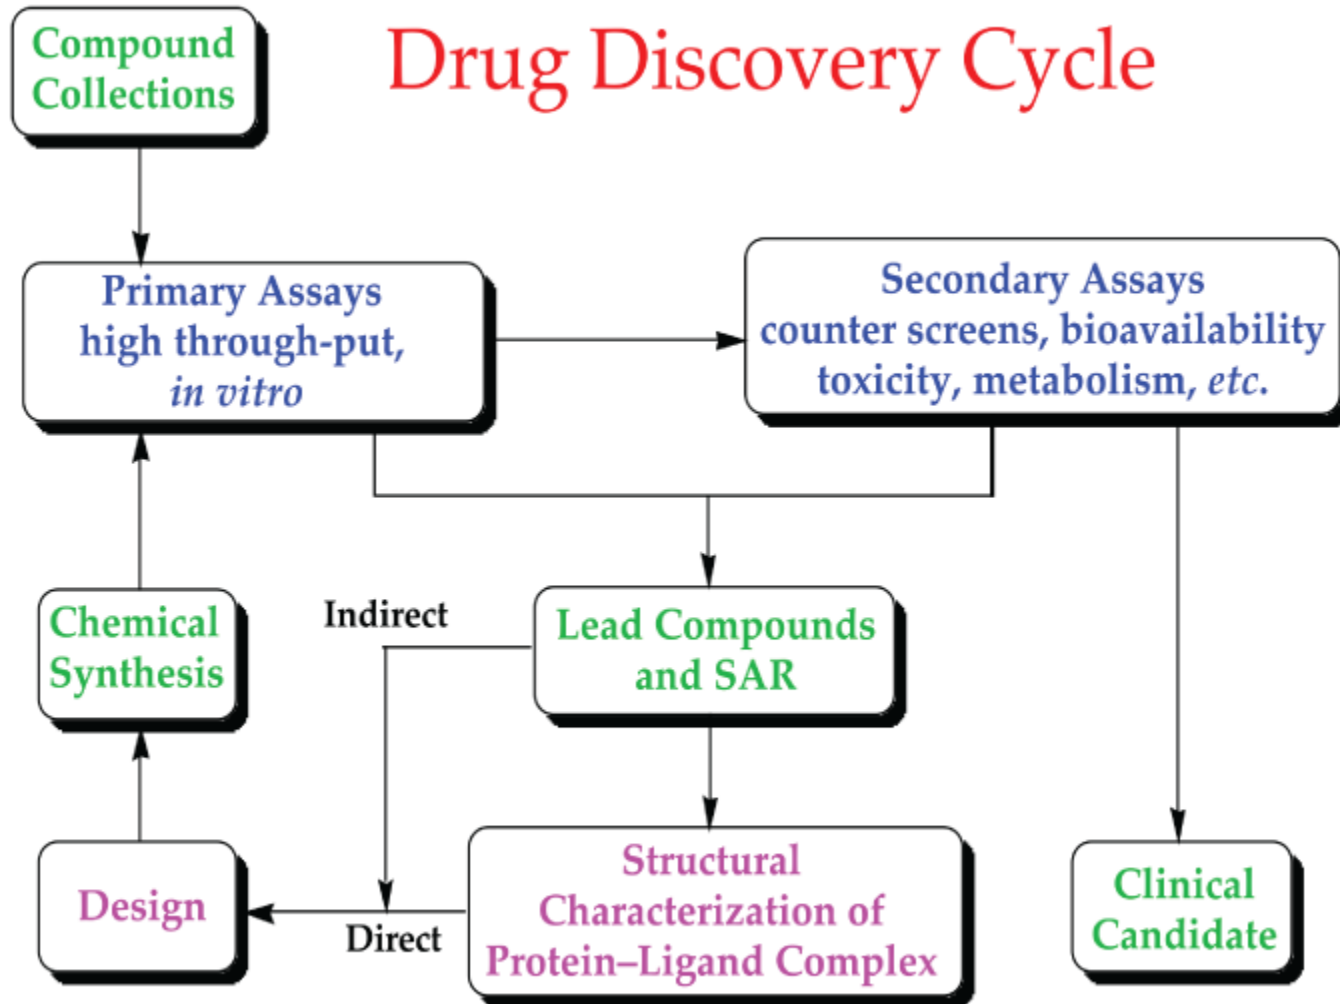 Drug Discovery Cycle
Compound
Collections
Primary Assays
high through-put,
in vitro
Secondary Assays
counter screens, bioavailability
toxicity, metabolism, etc.
Chemical
Synthesis
Indirect
Lead Compounds
and SAR
Design
Direct
Structural
Characterization of
Protein–Ligand Complex
Clinical
Candidate